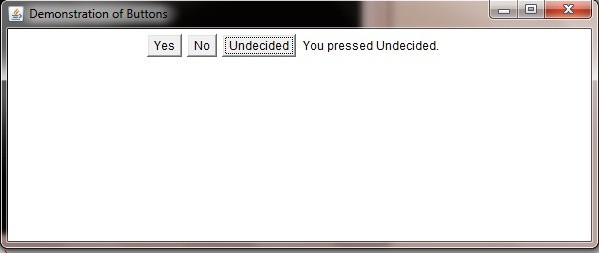 Demonstration of Buttons
Yes No Undecided You pressed Undecided.